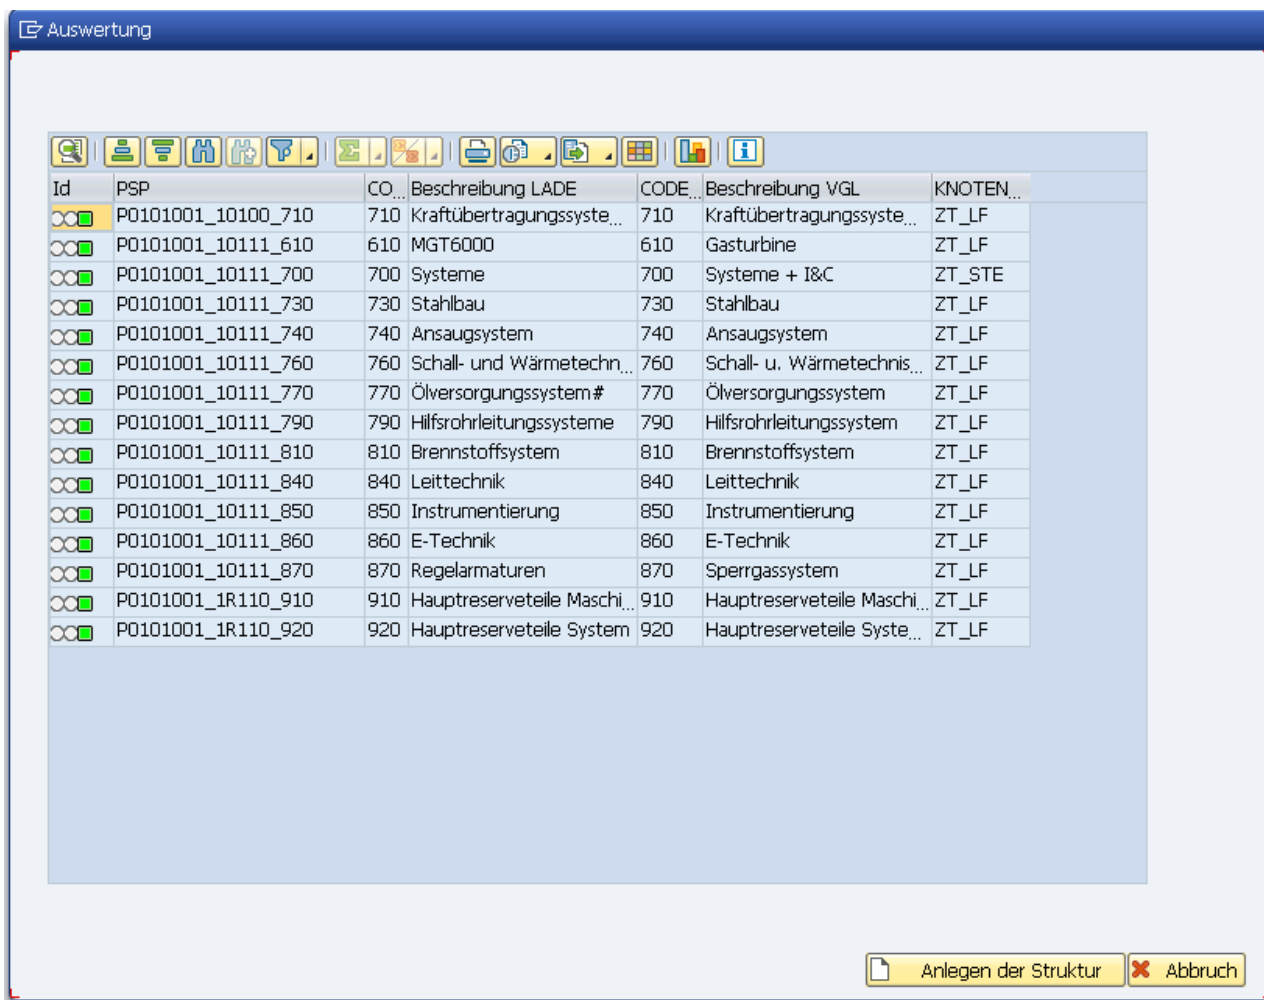 Auswertung
Id PSP CO... Beschreibung LADE CODE... Beschreibung VGL KNOTEN...
P0101001_10100_710 710 Kraftübertragungssyste... 710 Kraftübertragungssyste... ZT_LF
P0101001_10111_610 610 MGT6000 610 Gasturbine ZT_LF
P0101001_10111_700 700 Systeme 700 Systeme + I&C ZT_STE
P0101001_10111_730 730 Stahlbau 730 Stahlbau ZT_LF
P0101001_10111_740 740 Ansaugsystem 740 Ansaugsystem ZT_LF
P0101001_10111_760 760 Schall- und Wärmetechn... 760 Schall- u. Wärmetechnis... ZT_LF
P0101001_10111_770 770 Ölversorgungssystem# 770 Ölversorgungssystem ZT_LF
P0101001_10111_790 790 Hilfsrohrleitungssysteme 790 Hilfsrohrleitungssystem ZT_LF
P0101001_10111_810 810 Brennstoffsystem 810 Brennstoffsystem ZT_LF
P0101001_10111_840 840 Leittechnik 840 Leittechnik ZT_LF
P0101001_10111_850 850 Instrumentierung 850 Instrumentierung ZT_LF
P0101001_10111_860 860 E-Technik 860 E-Technik ZT_LF
P0101001_10111_870 870 Regelarmaturen 870 Sperrgassystem ZT_LF
P0101001_1R110_910 910 Hauptreserveteile Maschi... 910 Hauptreserveteile Maschi... ZT_LF
P0101001_1R110_920 920 Hauptreserveteile System 920 Hauptreserveteile Syste... ZT_LF
Anlegen der Struktur Abbruch